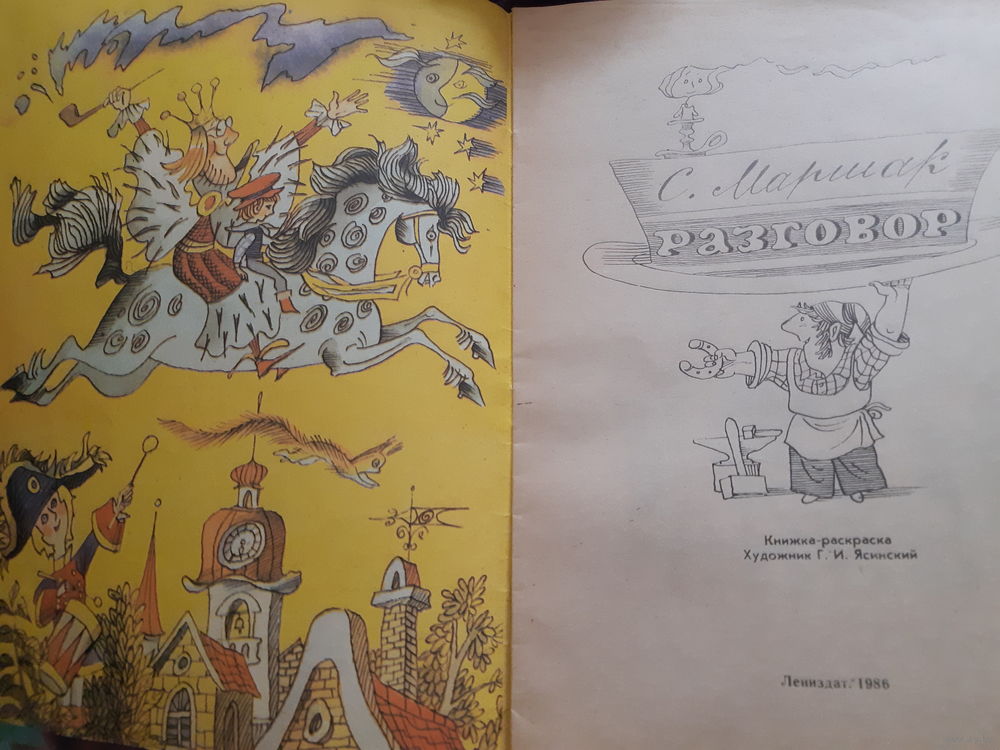 С. Маршак
РАЗГОВОР
Книжка-раскраска
Художник Г. И. Ясинский
Лениздат. 1986